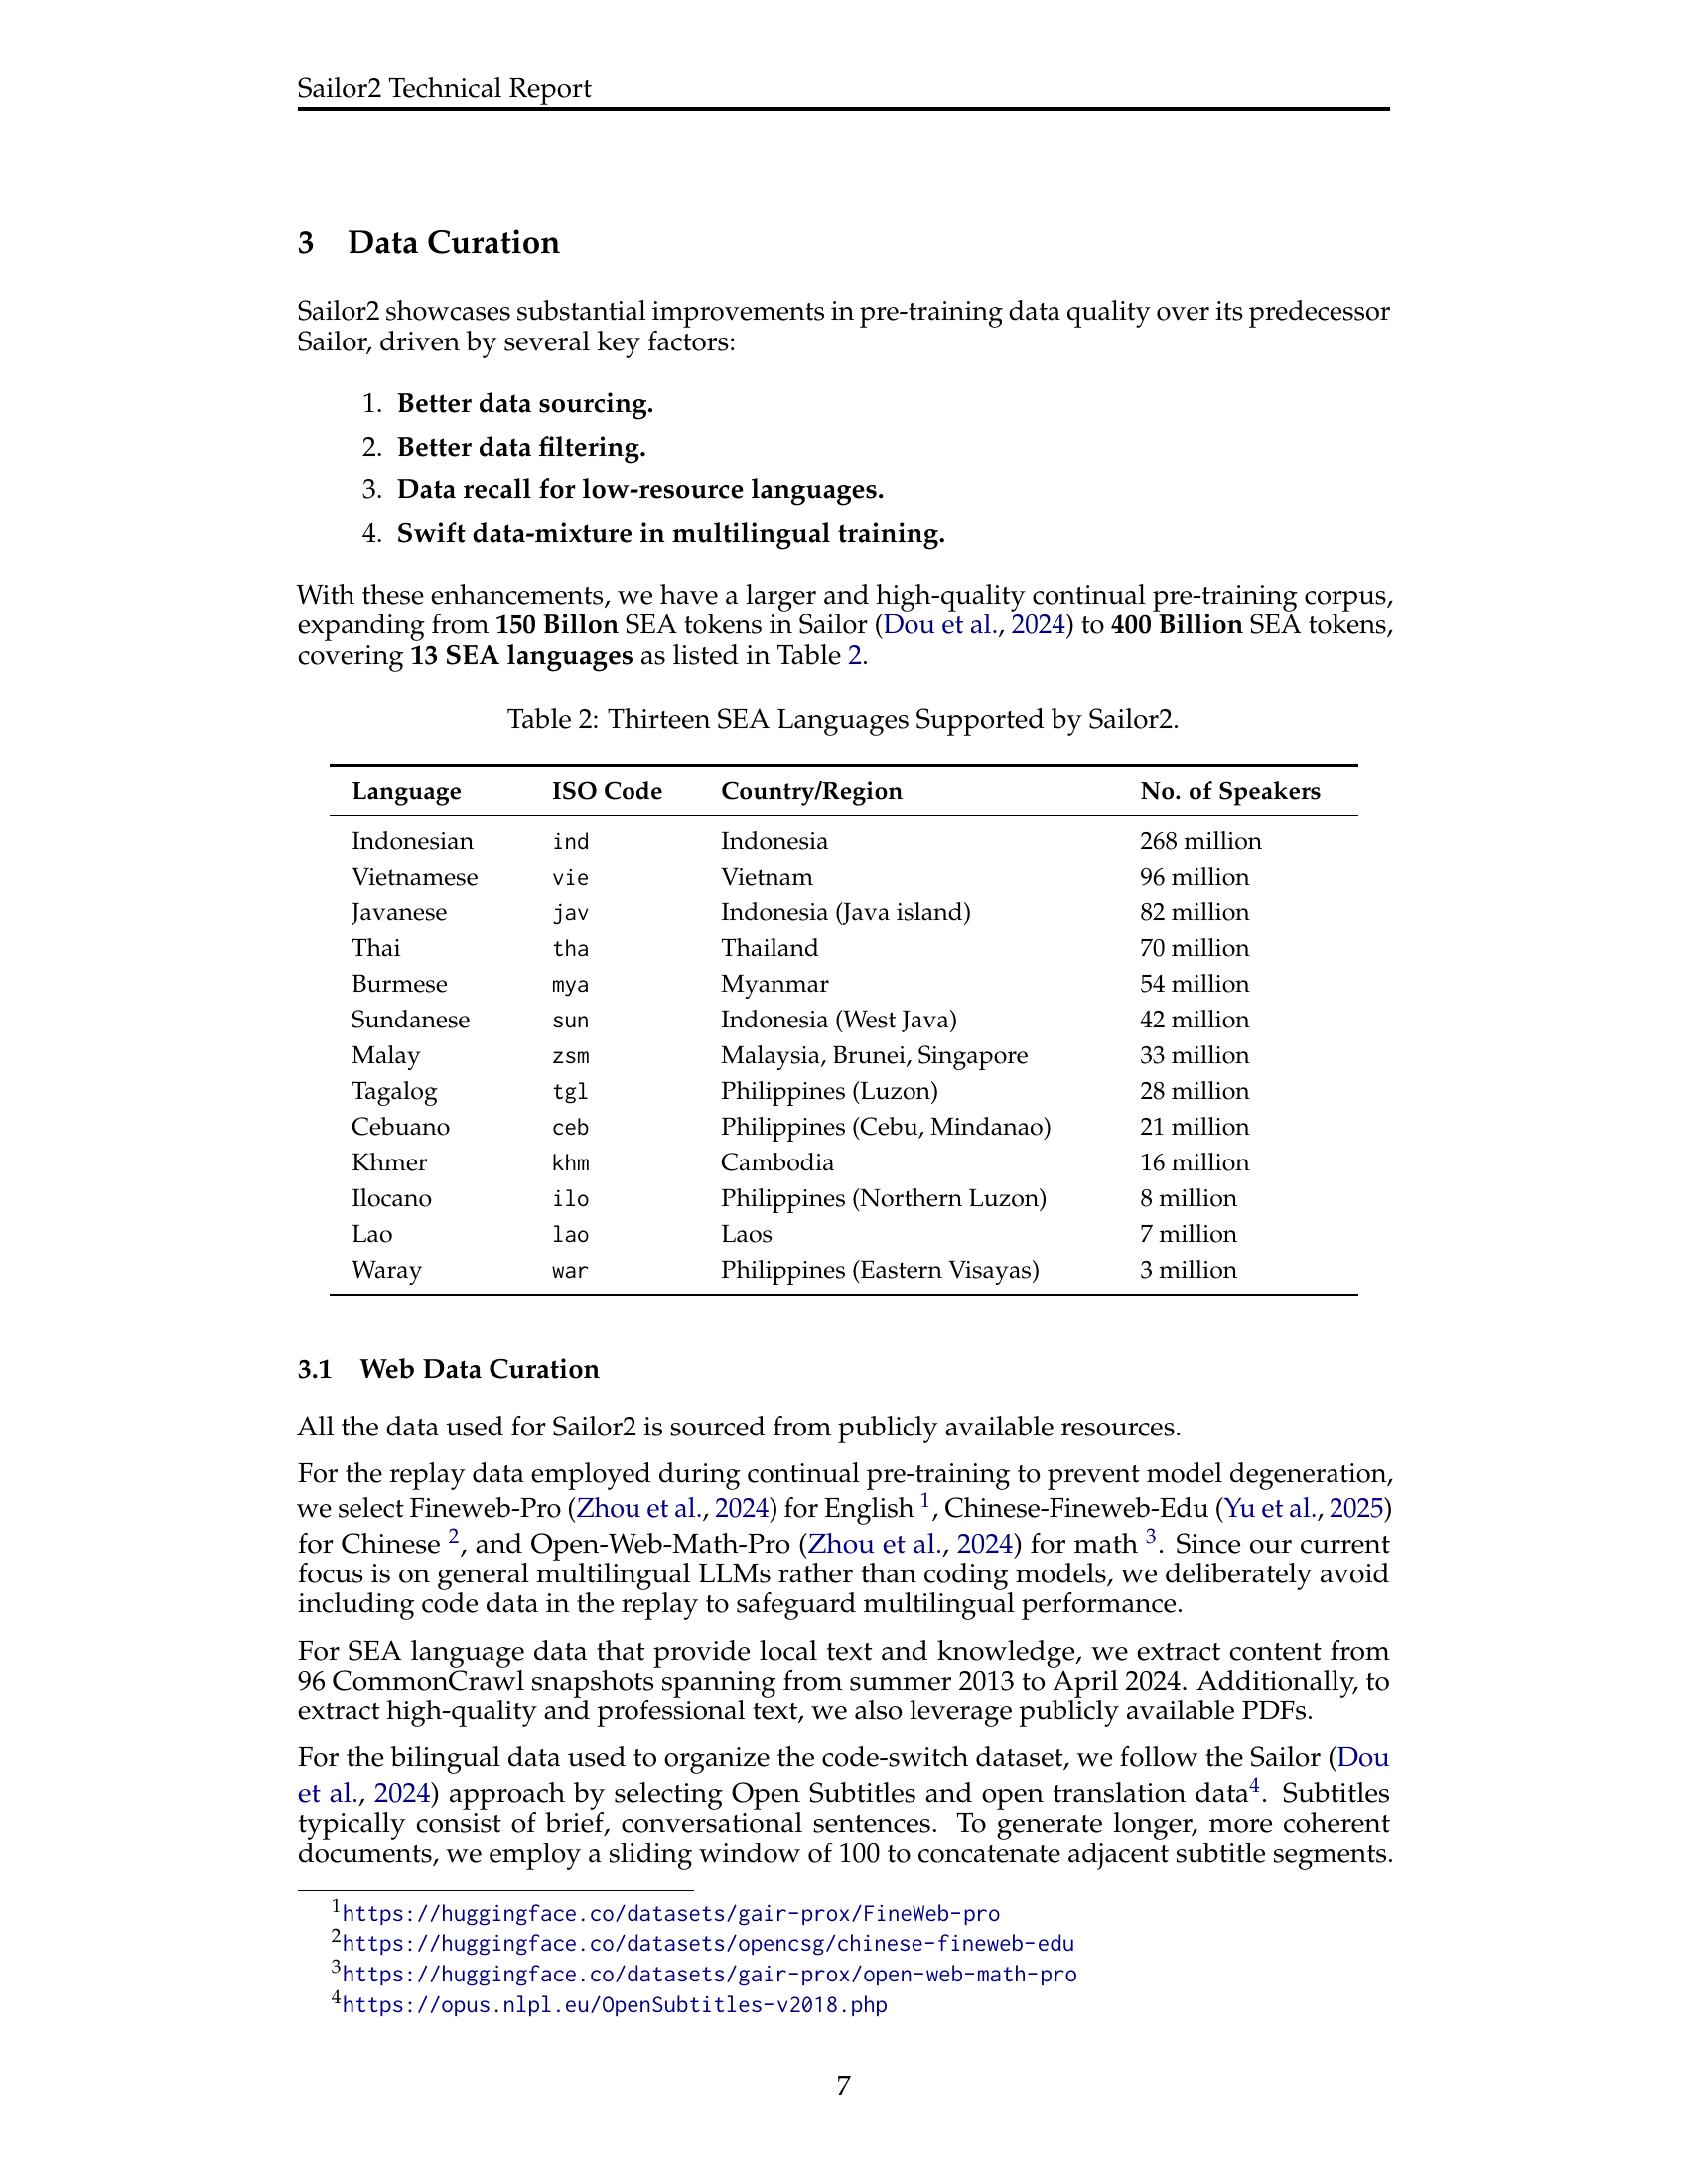 Sailor2 Technical Report
3 Data Curation
Sailor2 showcases substantial improvements in pre-training data quality over its predecessor
Sailor, driven by several key factors:
1. Better data sourcing.
2. Better data filtering.
3. Data recall for low-resource languages.
4. Swift data-mixture in multilingual training.
With these enhancements, we have a larger and high-quality continual pre-training corpus,
expanding from 150 Billon SEA tokens in Sailor (Dou et al., 2024) to 400 Billion SEA tokens,
covering 13 SEA languages as listed in Table 2.
Table 2: Thirteen SEA Languages Supported by Sailor2.
Language ISO Code Country/Region No. of Speakers
Indonesian ind Indonesia 268 million
Vietnamese vie Vietnam 96 million
Javanese jav Indonesia (Java island) 82 million
Thai tha Thailand 70 million
Burmese mya Myanmar 54 million
Sundanese sun Indonesia (West Java) 42 million
Malay zsm Malaysia, Brunei, Singapore 33 million
Tagalog tgl Philippines (Luzon) 28 million
Cebuano ceb Philippines (Cebu, Mindanao) 21 million
Khmer khm Cambodia 16 million
Ilocano ilo Philippines (Northern Luzon) 8 million
Lao lao Laos 7 million
Waray war Philippines (Eastern Visayas) 3 million
3.1 Web Data Curation
All the data used for Sailor2 is sourced from publicly available resources.
For the replay data employed during continual pre-training to prevent model degeneration,
we select Fineweb-Pro (Zhou et al., 2024) for English 1, Chinese-Fineweb-Edu (Yu et al., 2025)
for Chinese 2, and Open-Web-Math-Pro (Zhou et al., 2024) for math 3. Since our current
focus is on general multilingual LLMs rather than coding models, we deliberately avoid
including code data in the replay to safeguard multilingual performance.
For SEA language data that provide local text and knowledge, we extract content from
96 CommonCrawl snapshots spanning from summer 2013 to April 2024. Additionally, to
extract high-quality and professional text, we also leverage publicly available PDFs.
For the bilingual data used to organize the code-switch dataset, we follow the Sailor (Dou
et al., 2024) approach by selecting Open Subtitles and open translation data4. Subtitles
typically consist of brief, conversational sentences. To generate longer, more coherent
documents, we employ a sliding window of 100 to concatenate adjacent subtitle segments.
1https://huggingface.co/datasets/gair-prox/FineWeb-pro
2https://huggingface.co/datasets/opencsg/chinese-fineweb-edu
3https://huggingface.co/datasets/gair-prox/open-web-math-pro
4https://opus.nlpl.eu/OpenSubtitles-v2018.php
7